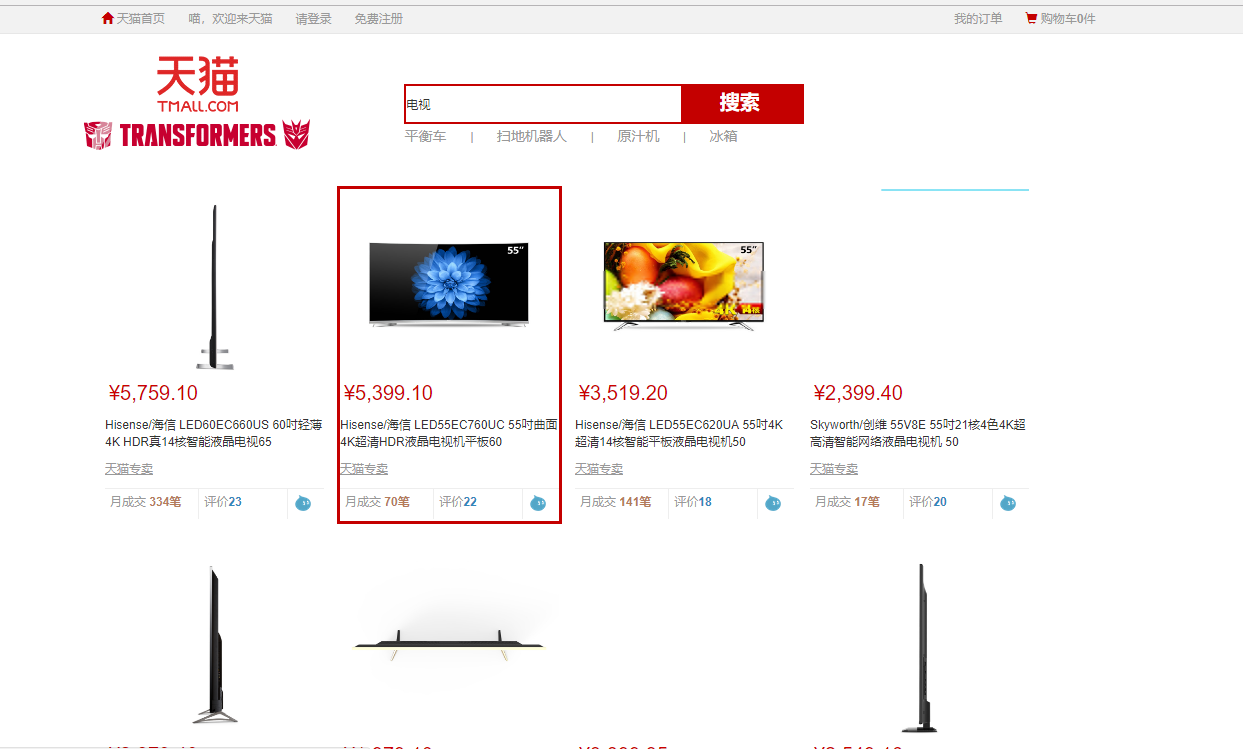 天猫首页 喵，欢迎来天猫 请登录 免费注册 我的订单 购物车0件
天猫
TMALL.COM
TRANSFORMERS
电视 搜索
平衡车 | 扫地机器人 | 原汁机 | 冰箱
55"
55"
¥5,759.10
Hisense/海信 LED60EC660US 60吋轻薄
4K HDR真14核智能液晶电视65
天猫专卖
月成交 334笔 评价23
¥5,399.10
Hisense/海信 LED55EC760UC 55吋曲面
4K超清HDR液晶电视机平板60
天猫专卖
月成交 70笔 评价22
¥3,519.20
Hisense/海信 LED55EC620UA 55吋4K
超清14核智能平板液晶电视机50
天猫专卖
月成交 141笔 评价18
¥2,399.40
Skyworth/创维 55V8E 55吋21核4色4K超
高清智能网络液晶电视机 50
天猫专卖
月成交 17笔 评价20